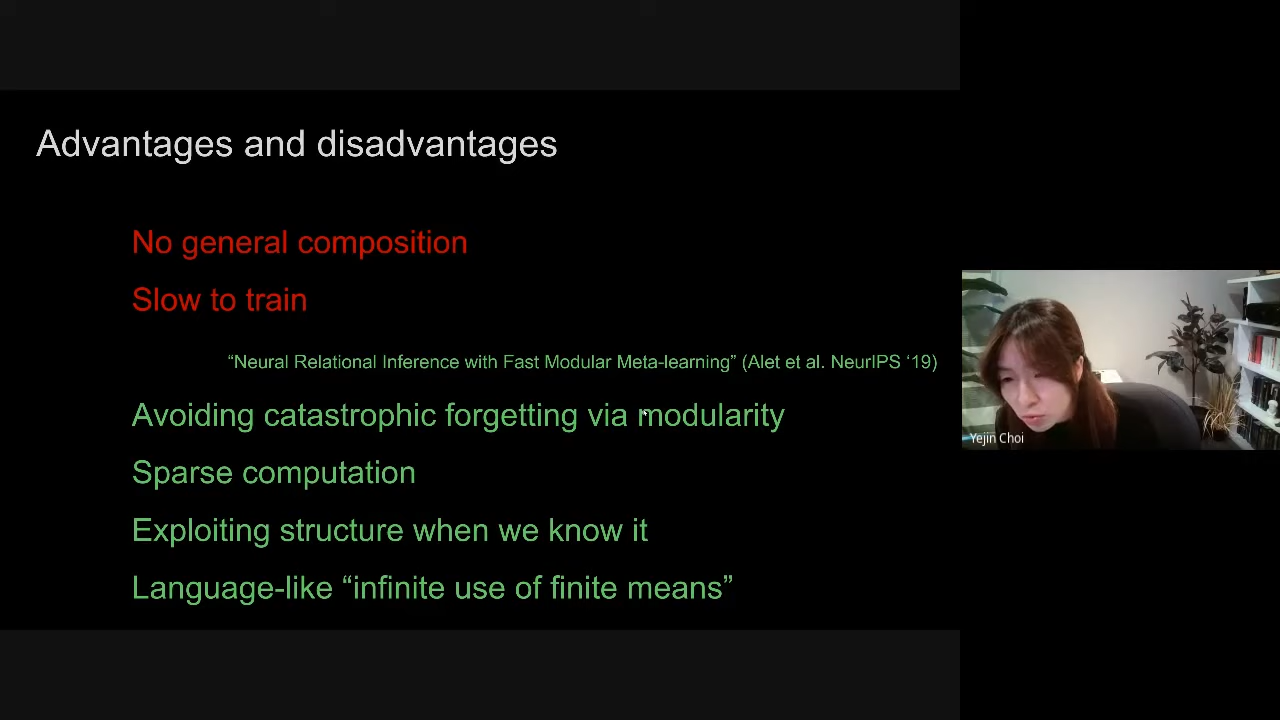 Advantages and disadvantages
No general composition
Slow to train
“Neural Relational Inference with Fast Modular Meta-learning” (Alet et al. NeurIPS ‘19)
Avoiding catastrophic forgetting via modularity
Sparse computation
Exploiting structure when we know it
Language-like “infinite use of finite means”
Yejin Choi